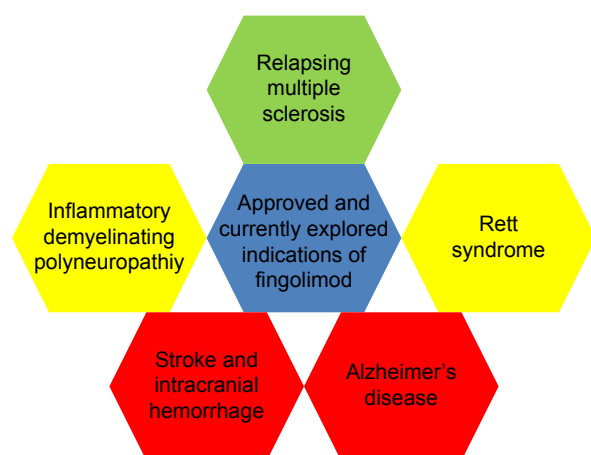 Relapsing
multiple
sclerosis
Inflammatory
demyelinating
polyneuropathiy
Approved and
currently explored
indications of
fingolimod
Rett
syndrome
Stroke and
intracranial
hemorrhage
Alzheimer's
disease